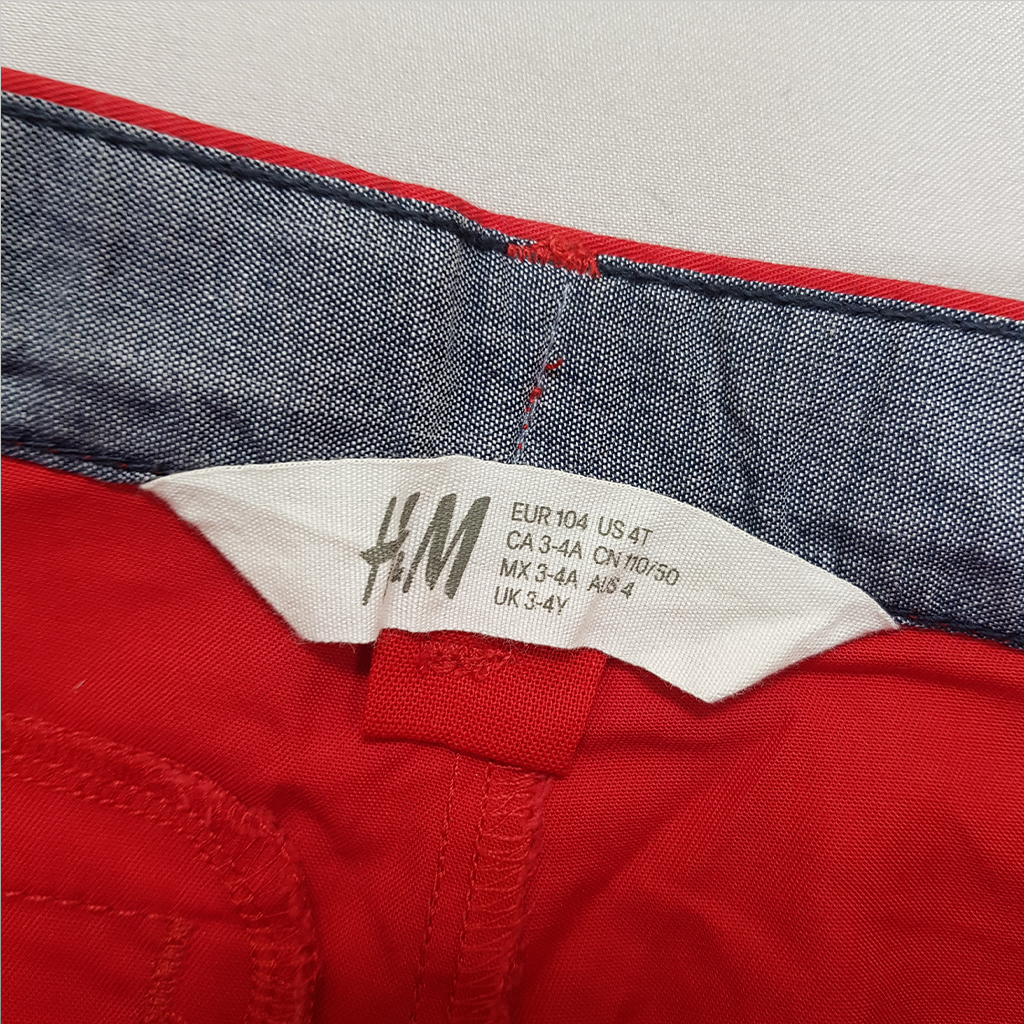 H&M
EUR 104 US 4T
CA 3-4A CN 110/50
MX 3-4A AUS 4
UK 3-4Y